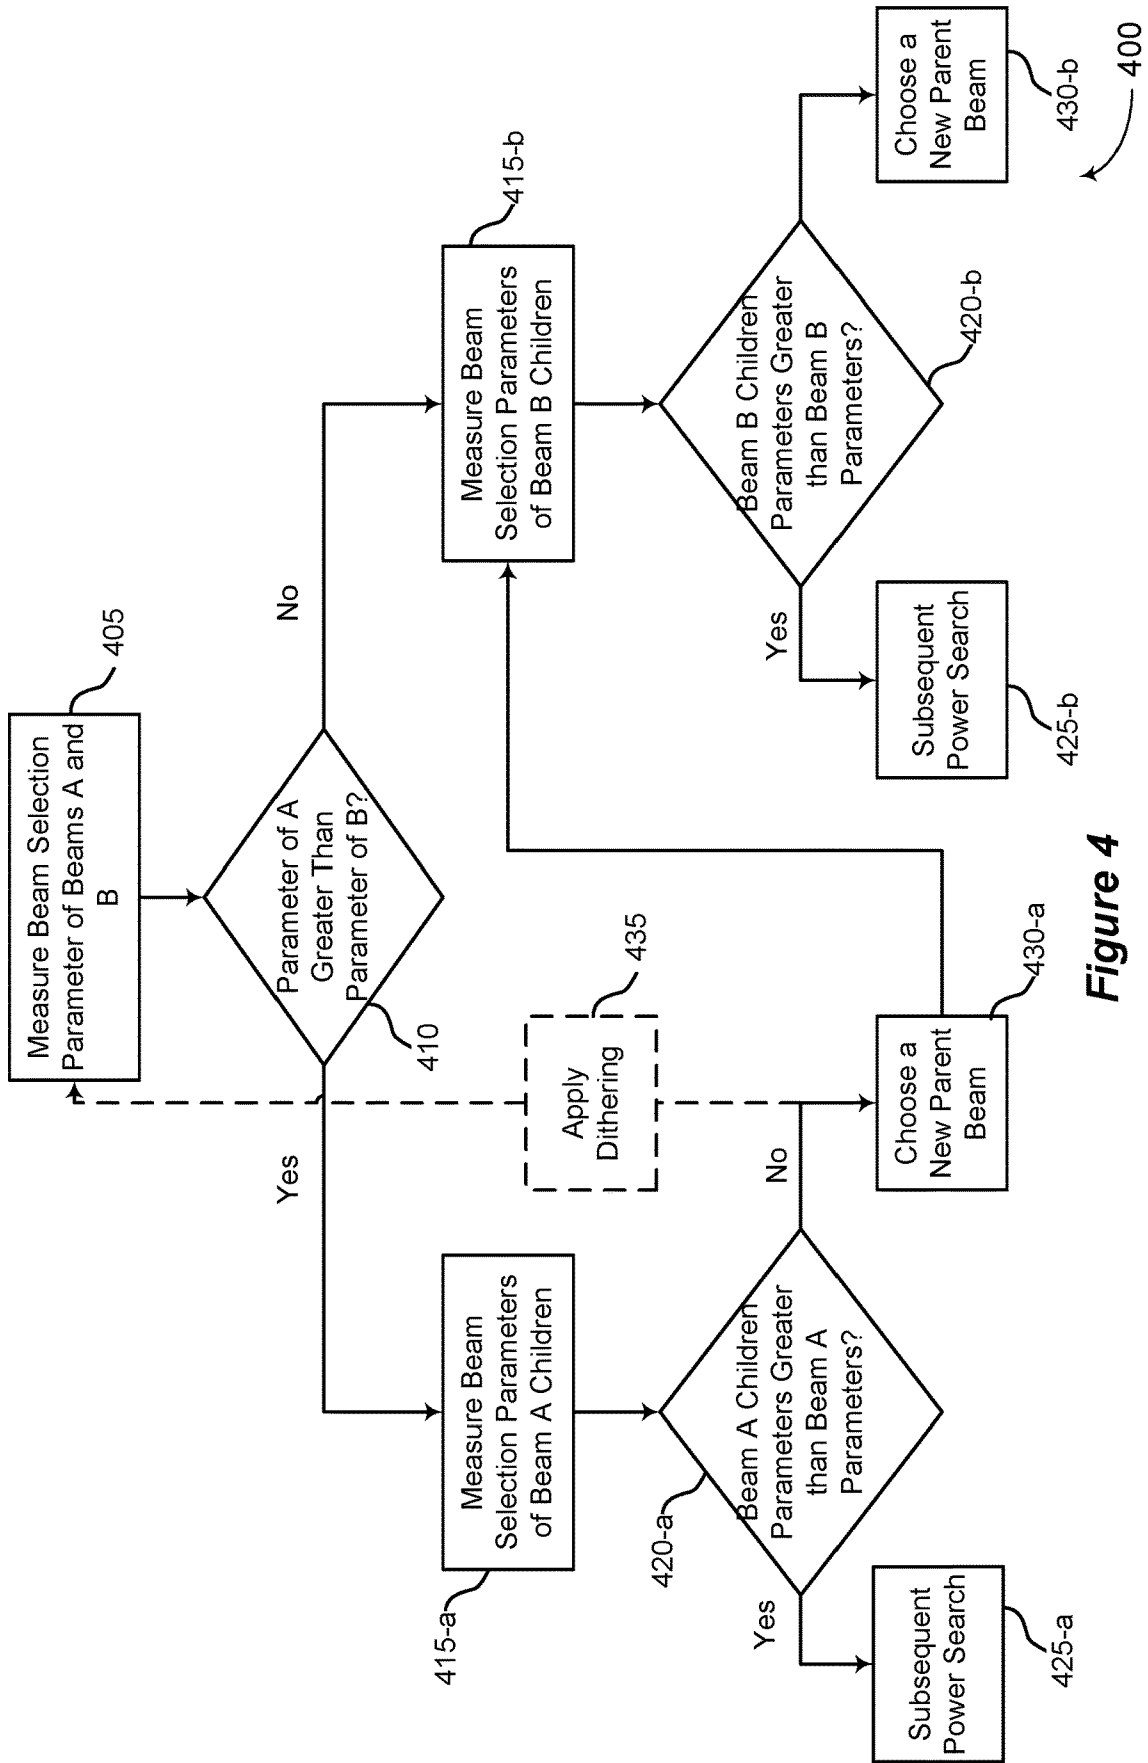 Measure Beam Selection
Parameter of Beams A and
B
405
Parameter of A
Greater Than
Parameter of B?
410
Yes
No
Measure Beam
Selection Parameters
of Beam A Children
415-a
Apply
Dithering
435
Measure Beam
Selection Parameters
of Beam B Children
415-b
Beam A Children
Parameters Greater
than Beam A
Parameters?
420-a
Yes
No
Beam B Children
Parameters Greater
than Beam B
Parameters?
420-b
Yes
Subsequent
Power Search
425-a
Choose a
New Parent
Beam
430-a
Subsequent
Power Search
425-b
Choose a
New Parent
Beam
430-b
400
Figure 4